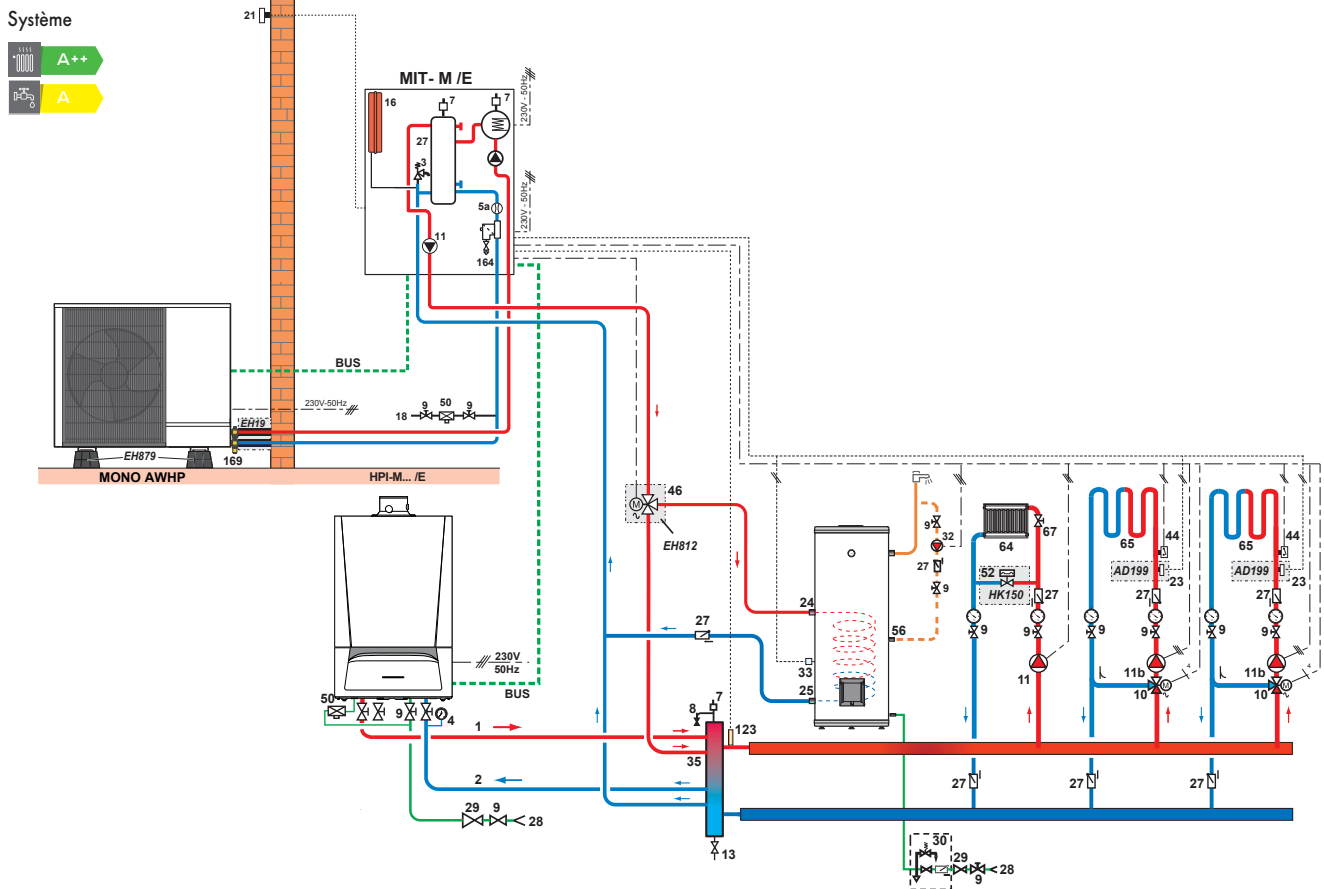 Système
21
A++
A
MIT- M /E
16
7
7
230V - 50Hz
27
3
5a
230V - 50Hz
11
164
BUS
230V-50Hz
18
9
50
9
EH19
EH879
169
MONO AWHP
HPI-M... /E
46
M
EH812
9
32
27
9
64
67
52
HK150
27
9
9
11
65
44
AD199
23
27
9
11b
10
M
65
44
AD199
23
27
9
9
11b
10
M
24
56
33
25
27
230V
50Hz
BUS
50
9
4
1
2
7
8
123
35
27
27
27
29
9
28
13
30
29
9
28